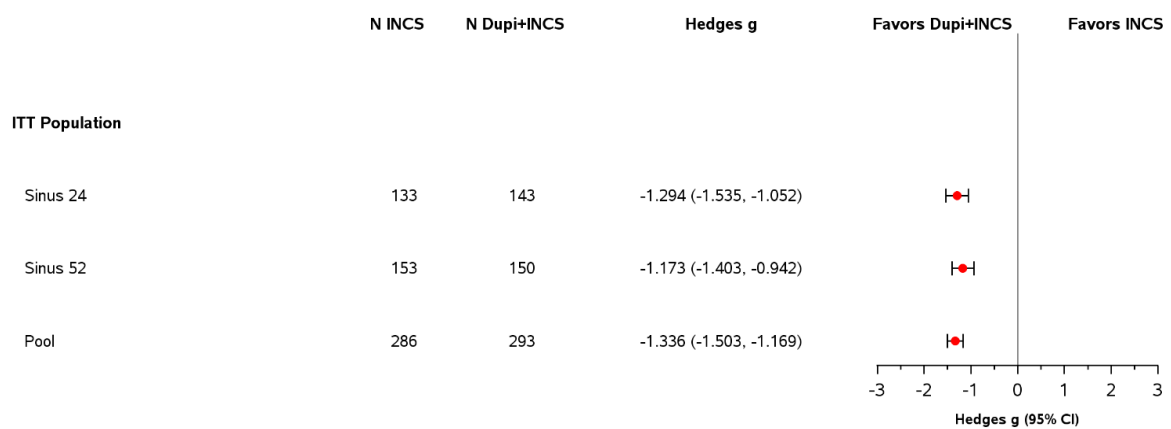 N INCS N Dupi+INCS Hedges g Favors Dupi+INCS Favors INCS
ITT Population
Sinus 24 133 143 -1.294 (-1.535, -1.052)
Sinus 52 153 150 -1.173 (-1.403, -0.942)
Pool 286 293 -1.336 (-1.503, -1.169)
-3 -2 -1 0 1 2 3
Hedges g (95% CI)